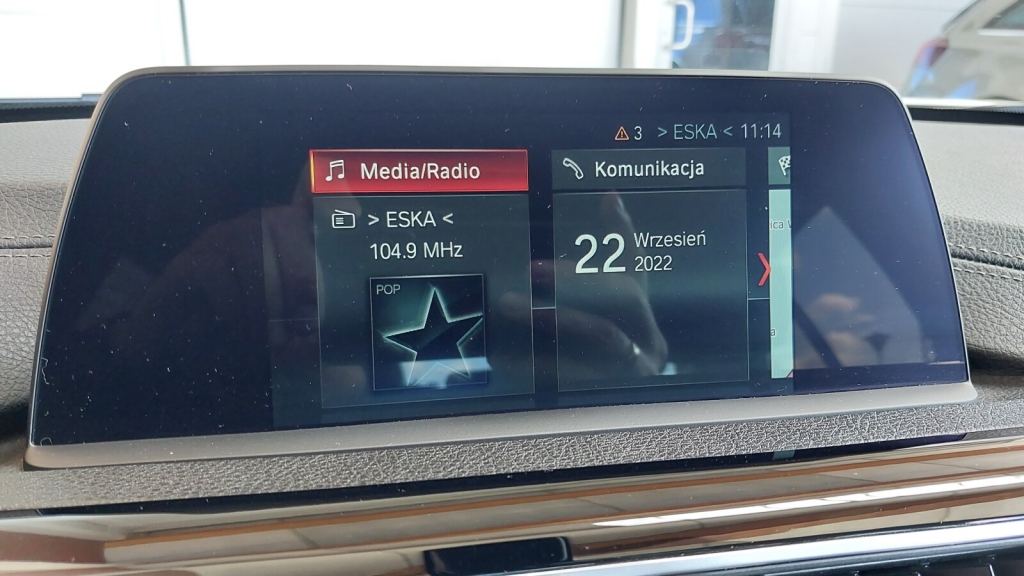 3 > ESKA < 11:14
Media/Radio
> ESKA <
104.9 MHz
POP
Komunikacja
22 Wrzesień
2022